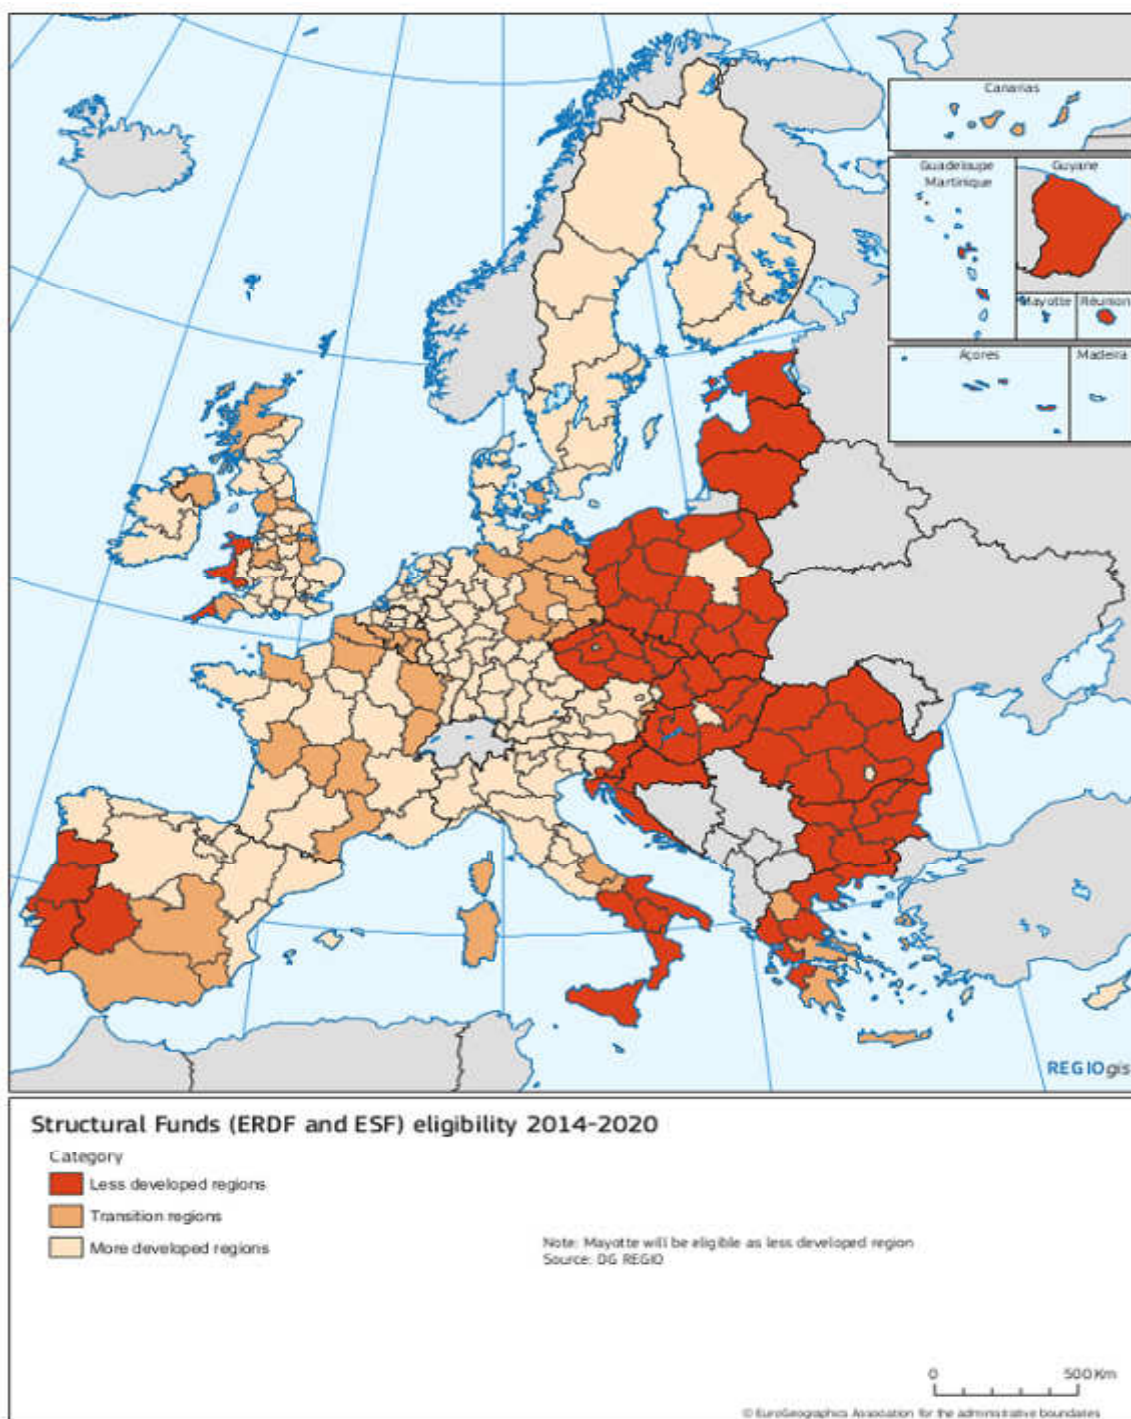 Canarias
Guadeloupe
Martinique
Guyane
Mayotte
Réunion
Açores
Madeira
REGIOgis
Structural Funds (ERDF and ESF) eligibility 2014-2020
Category
Less developed regions
Transition regions
More developed regions
Note: Mayotte will be eligible as less developed region
Source: DG REGIO
0 500 Km
© EuroGeographics Association for the administrative boundaries